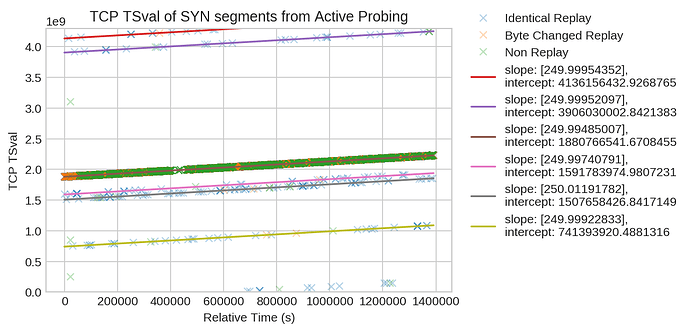 TCP TSval of SYN segments from Active Probing
1e9
4.0
3.5
3.0
2.5
2.0
1.5
1.0
0.5
0.0
TCP TSval
0
200000
400000
600000
800000
1000000
1200000
1400000
Relative Time (s)
Identical Replay
Byte Changed Replay
Non Replay
slope: [249.99954352],
intercept: 4136156432.9268765
slope: [249.99952097],
intercept: 3906030002.8421383
slope: [249.99485007],
intercept: 1880766541.6708455
slope: [249.99740791],
intercept: 1591783974.9807231
slope: [250.01191782],
intercept: 1507658426.8417149
slope: [249.99922833],
intercept: 741393920.4881316